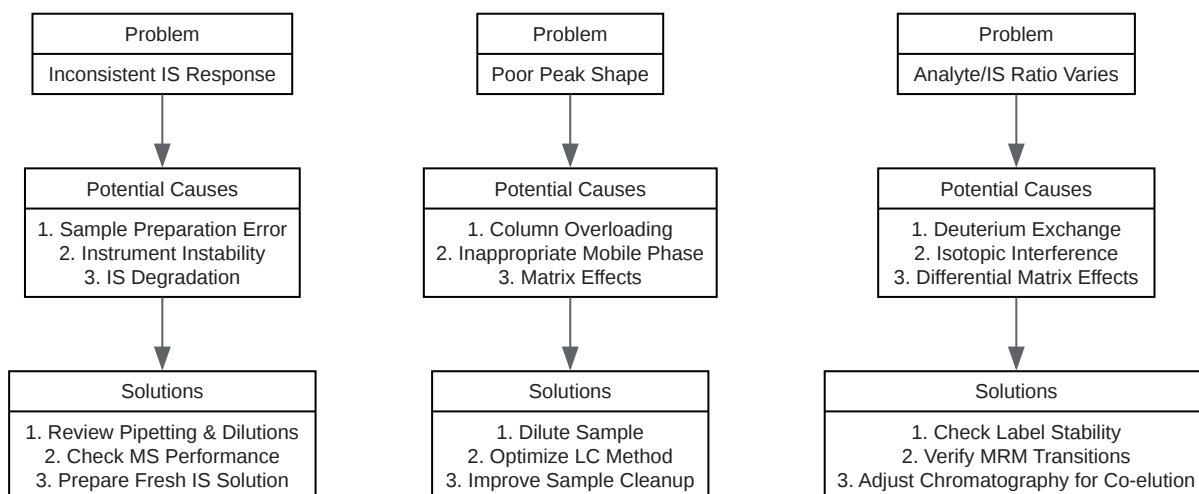 Problem
Inconsistent IS Response
Potential Causes
1. Sample Preparation Error
2. Instrument Instability
3. IS Degradation
Solutions
1. Review Pipetting & Dilutions
2. Check MS Performance
3. Prepare Fresh IS Solution
Problem
Poor Peak Shape
Potential Causes
1. Column Overloading
2. Inappropriate Mobile Phase
3. Matrix Effects
Solutions
1. Dilute Sample
2. Optimize LC Method
3. Improve Sample Cleanup
Problem
Analyte/IS Ratio Varies
Potential Causes
1. Deuterium Exchange
2. Isotopic Interference
3. Differential Matrix Effects
Solutions
1. Check Label Stability
2. Verify MRM Transitions
3. Adjust Chromatography for Co-elution